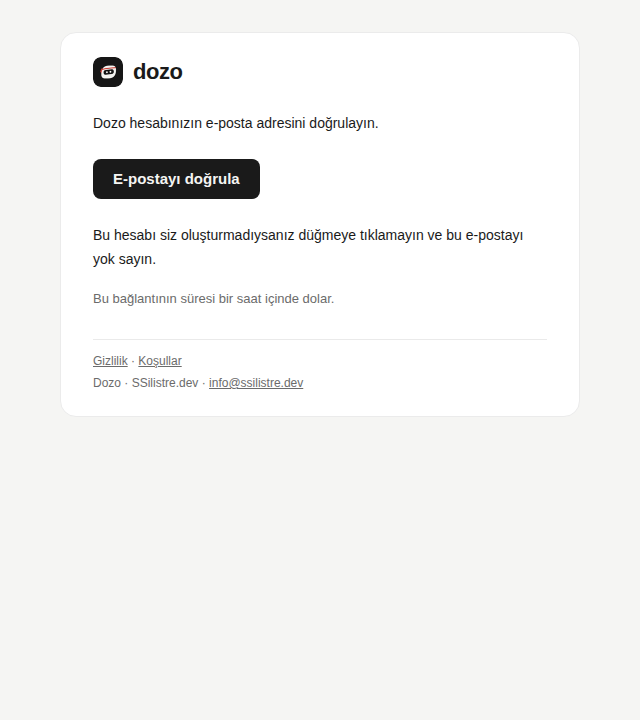 dozo
Dozo hesabınızın e-posta adresini doğrulayın.
E-postayı doğrula
Bu hesabı siz oluşturmadıysanız düğmeye tıklamayın ve bu e-postayı
yok sayın.
Bu bağlantının süresi bir saat içinde dolar.
Gizlilik · Koşullar
Dozo · SSilistre.dev · info@ssilistre.dev